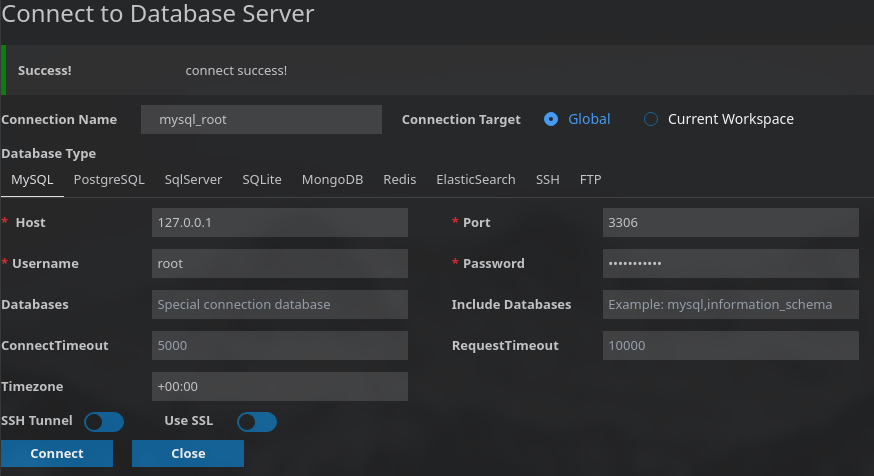 Connect to Database Server
Success! connect success!
Connection Name mysql_root Connection Target Global Current Workspace
Database Type
MySQL PostgreSQL SqlServer SQLite MongoDB Redis ElasticSearch SSH FTP
* Host 127.0.0.1 * Port 3306
* Username root * Password •••••••••••
Databases Special connection database Include Databases Example: mysql,information_schema
ConnectTimeout 5000 RequestTimeout 10000
Timezone +00:00
SSH Tunnel Use SSL
Connect Close